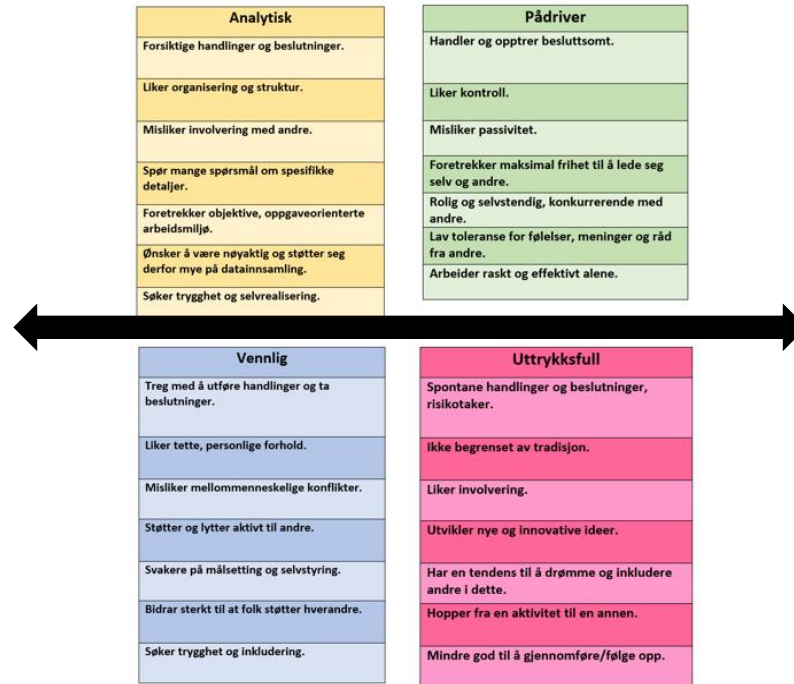 Analytisk
Forsiktige handlinger og beslutninger.
Liker organisering og struktur.
Misliker involvering med andre.
Spør mange spørsmål om spesifikke
detaljer.
Foretrekker objektive, oppgaveorienterte
arbeidsmiljø.
Ønsker å være nøyaktig og støtter seg
derfor mye på datainnsamling.
Søker trygghet og selvrealisering.
Pådriver
Handler og opptrer besluttsomt.
Liker kontroll.
Misliker passivitet.
Foretrekker maksimal frihet til å lede seg
selv og andre.
Rolig og selvstendig, konkurrerende med
andre.
Lav toleranse for følelser, meninger og råd
fra andre.
Arbeider raskt og effektivt alene.
Vennlig
Treg med å utføre handlinger og ta
beslutninger.
Liker tette, personlige forhold.
Misliker mellommenneskelige konflikter.
Støtter og lytter aktivt til andre.
Svakere på målsetting og selvstyring.
Bidrar sterkt til at folk støtter hverandre.
Søker trygghet og inkludering.
Uttrykksfull
Spontane handlinger og beslutninger,
risikotaker.
Ikke begrenset av tradisjon.
Liker involvering.
Utvikler nye og innovative ideer.
Har en tendens til å drømme og inkludere
andre i dette.
Hopper fra en aktivitet til en annen.
Mindre god til å gjennomføre/følge opp.